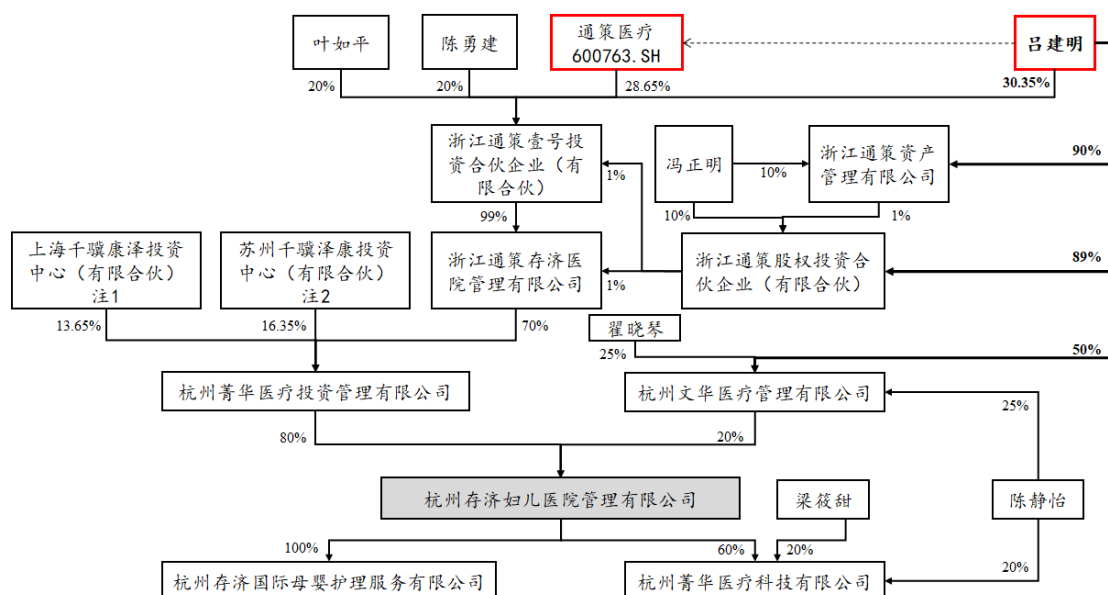 叶如平
陈勇建
通策医疗
600763.SH
吕建明
20%
20%
28.65%
30.35%
浙江通策壹号投
资合伙企业（有
限合伙）
1%
冯正明
10%
浙江通策资产
管理有限公司
90%
99%
10%
1%
上海千骥康泽投资
中心（有限合伙）
注1
苏州千骥泽康投资
中心（有限合伙）
注2
浙江通策存济医
院管理有限公司
1%
浙江通策股权投资合
伙企业（有限合伙）
89%
13.65%
16.35%
70%
翟晓琴
25%
50%
杭州菁华医疗投资管理有限公司
杭州文华医疗管理有限公司
25%
80%
20%
杭州存济妇儿医院管理有限公司
梁筱甜
陈静怡
100%
60%
20%
20%
杭州存济国际母婴护理服务有限公司
杭州菁华医疗科技有限公司